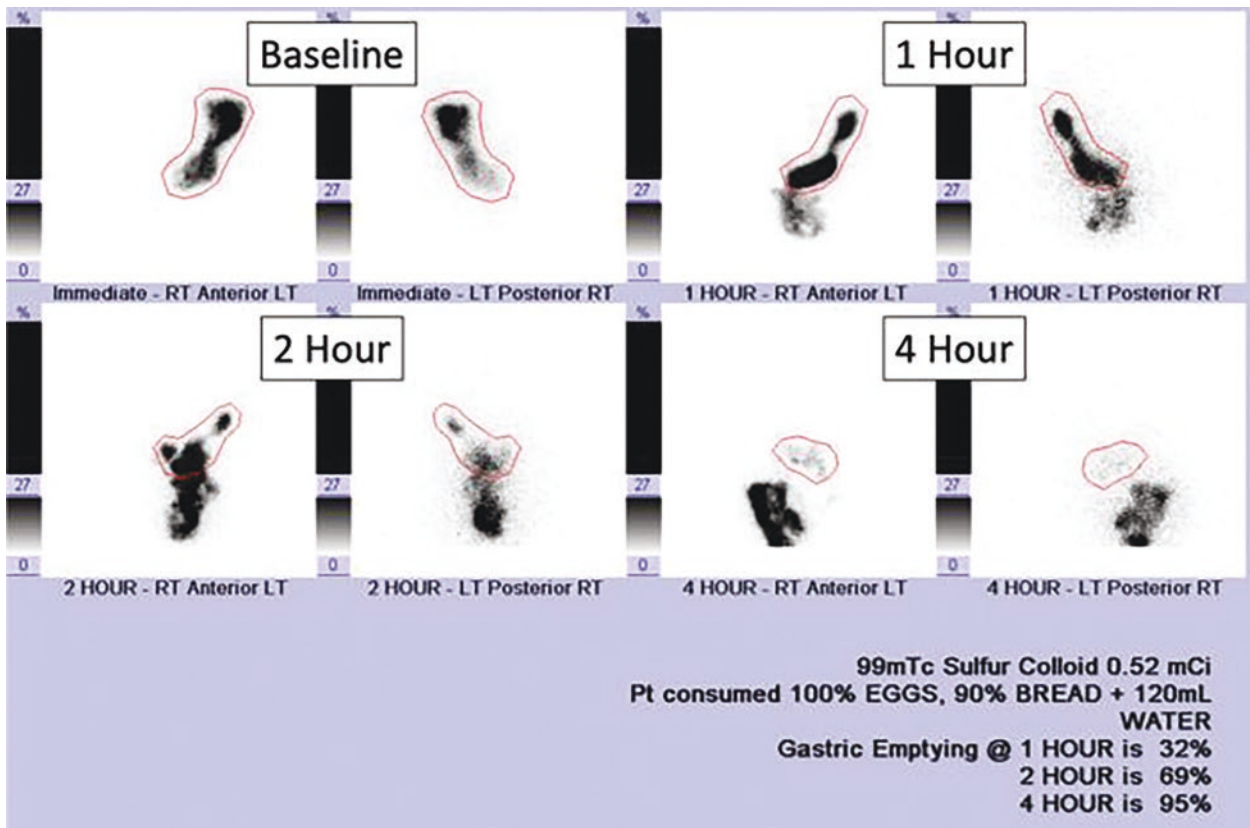 %
%
%
%
Baseline
1 Hour
27
27
27
27
0
0
0
0
Immediate - RT Anterior LT
Immediate - LT Posterior RT
1 HOUR - RT Anterior LT
1 HOUR - LT Posterior RT
%
%
%
%
2 Hour
4 Hour
27
27
27
27
0
0
0
0
2 HOUR - RT Anterior LT
2 HOUR - LT Posterior RT
4 HOUR - RT Anterior LT
4 HOUR - LT Posterior RT
99mTc Sulfur Colloid 0.52 mCi
Pt consumed 100% EGGS, 90% BREAD + 120mL
WATER
Gastric Emptying @ 1 HOUR is 32%
2 HOUR is 69%
4 HOUR is 95%